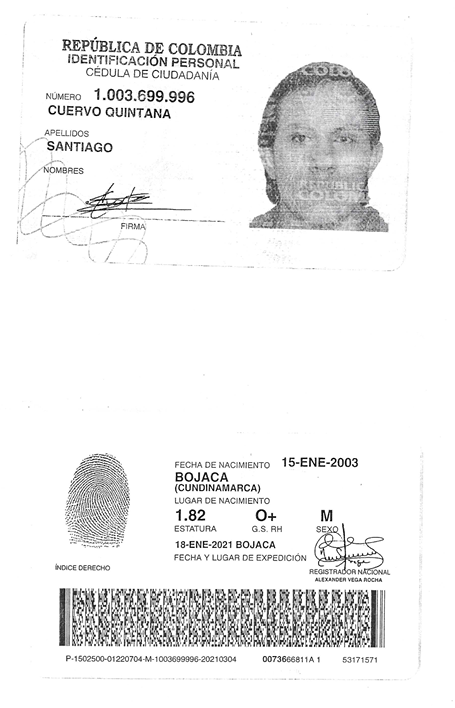 REPÚBLICA DE COLOMBIA
IDENTIFICACIÓN PERSONAL
CÉDULA DE CIUDADANÍA
NÚMERO 1.003.699.996
CUERVO QUINTANA
APELLIDOS
SANTIAGO
NOMBRES
FIRMA
COLO
REPÚBLIC
COLOM
FECHA DE NACIMIENTO 15-ENE-2003
BOJACA
(CUNDINAMARCA)
LUGAR DE NACIMIENTO
1.82 O+ M
ESTATURA G.S. RH SEXO
18-ENE-2021 BOJACA
FECHA Y LUGAR DE EXPEDICIÓN
ÍNDICE DERECHO
REGISTRADOR NACIONAL
ALEXANDER VEGA ROCHA
P-1502500-01220704-M-1003699996-20210304 0073666811A 1 53171571